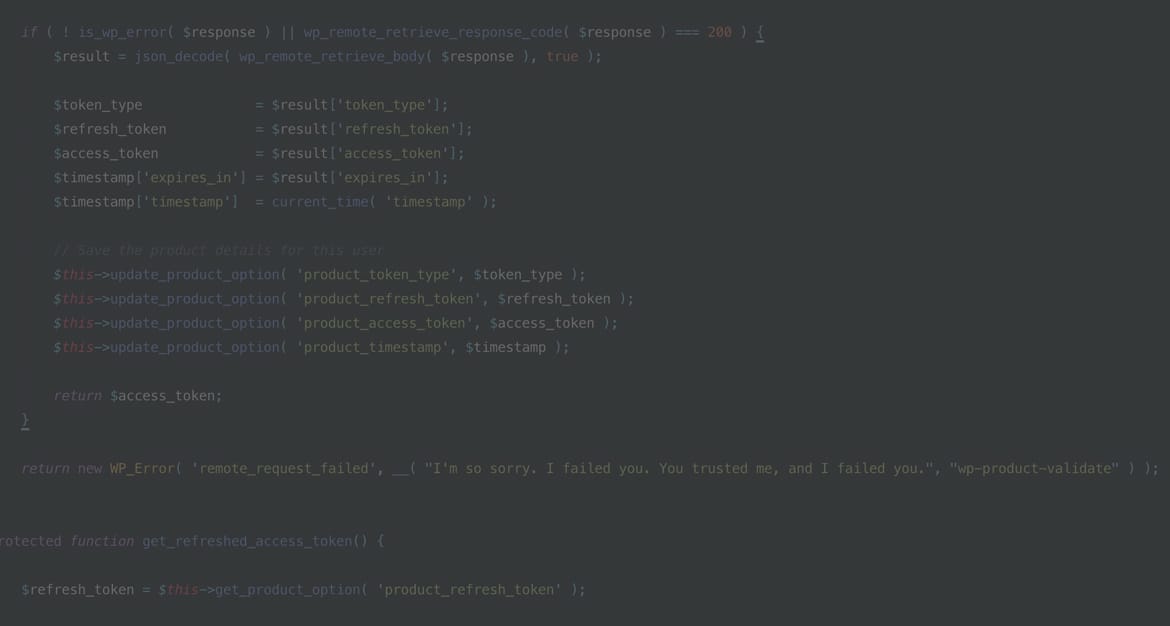 if ( ! is_wp_error( $response ) || wp_remote_retrieve_response_code( $response ) === 200 ) {
$result = json_decode( wp_remote_retrieve_body( $response ), true );
$token_type = $result['token_type'];
$refresh_token = $result['refresh_token'];
$access_token = $result['access_token'];
$timestamp['expires_in'] = $result['expires_in'];
$timestamp['timestamp'] = current_time( 'timestamp' );
// Save the product details for this user
$this->update_product_option( 'product_token_type', $token_type );
$this->update_product_option( 'product_refresh_token', $refresh_token );
$this->update_product_option( 'product_access_token', $access_token );
$this->update_product_option( 'product_timestamp', $timestamp );
return $access_token;
}
return new WP_Error( 'remote_request_failed', __( "I'm so sorry. I failed you. You trusted me, and I failed you.", "wp-product-validate" ) );
rotected function get_refreshed_access_token() {
$refresh_token = $this->get_product_option( 'product_refresh_token' );